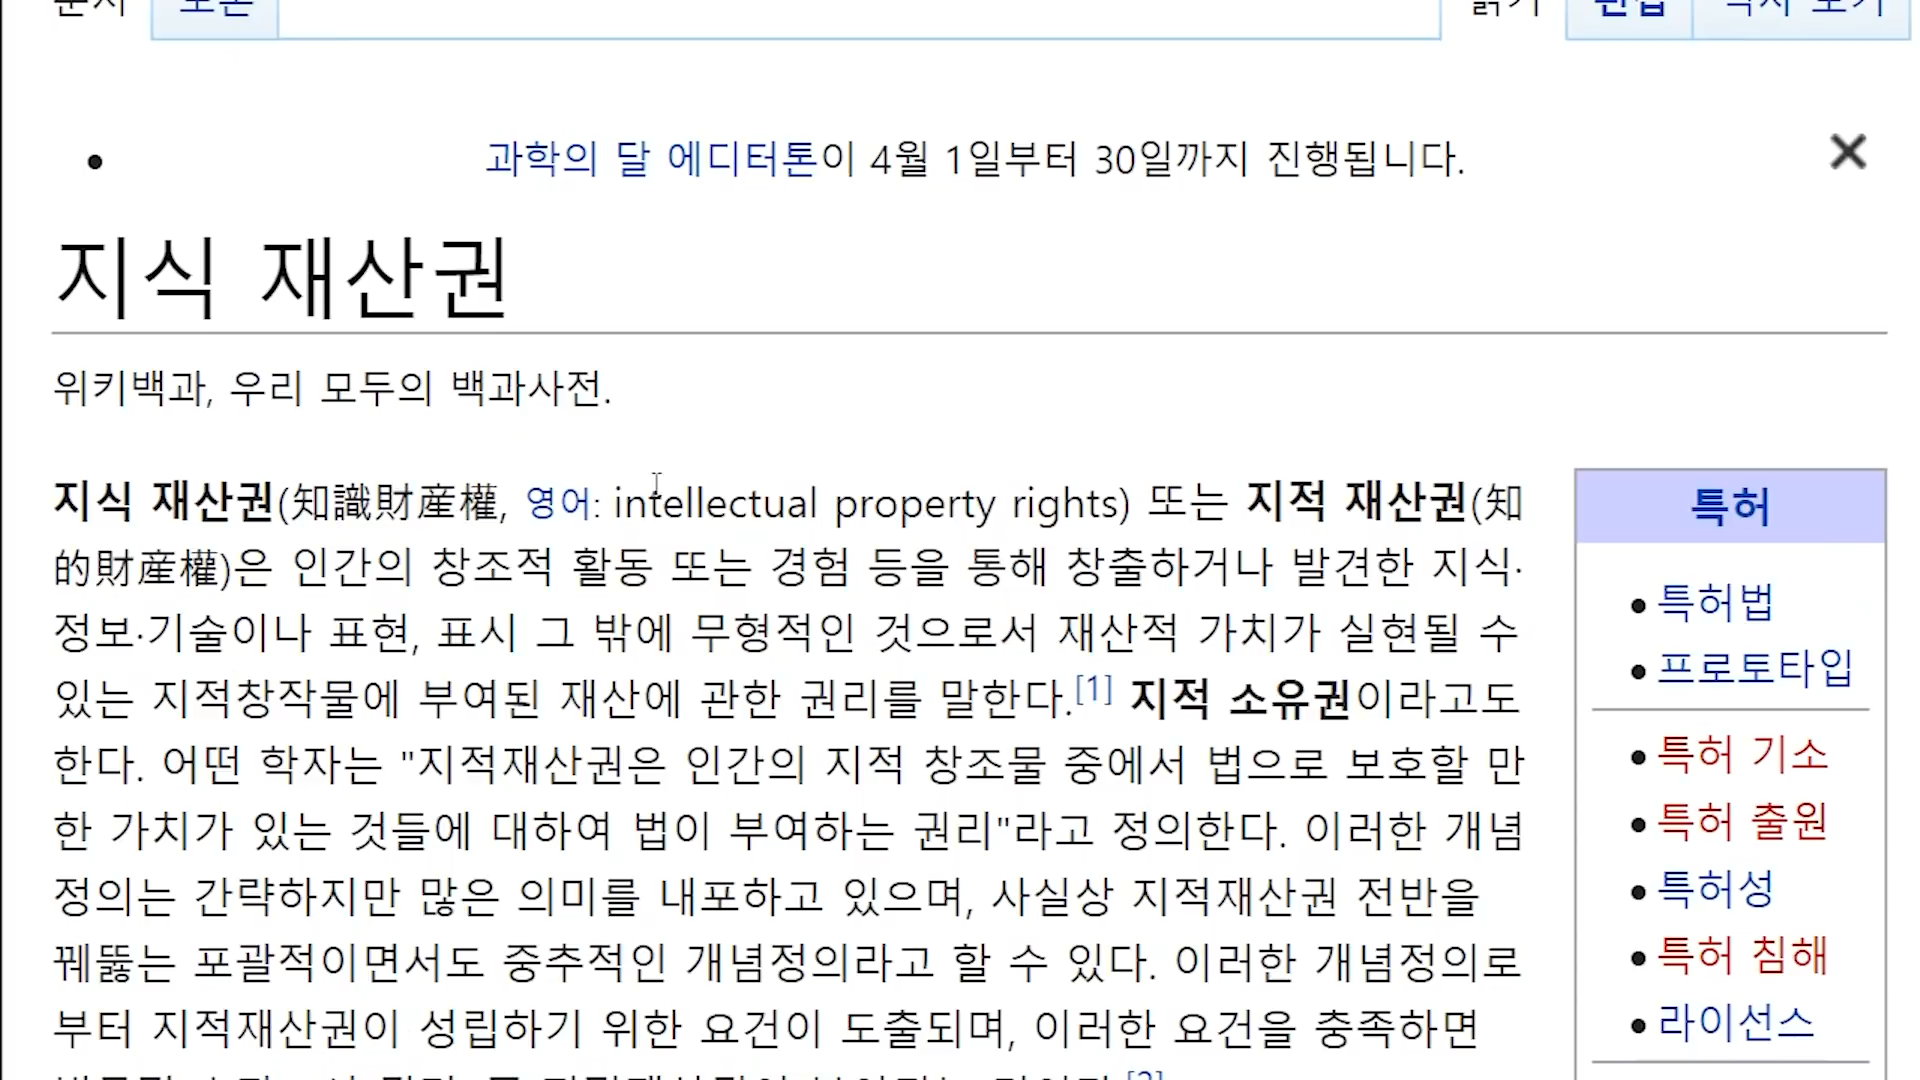 문서 토론 읽기 편집 역사 보기
과학의 달 에디터톤이 4월 1일부터 30일까지 진행됩니다.
지식 재산권
위키백과, 우리 모두의 백과사전.
지식 재산권(知識財産權, 영어: intellectual property rights) 또는 지적 재산권(知
的財産權)은 인간의 창조적 활동 또는 경험 등을 통해 창출하거나 발견한 지식·
정보·기술이나 표현, 표시 그 밖에 무형적인 것으로서 재산적 가치가 실현될 수
있는 지적창작물에 부여된 재산에 관한 권리를 말한다.[1] 지적 소유권이라고도
한다. 어떤 학자는 "지적재산권은 인간의 지적 창조물 중에서 법으로 보호할 만
한 가치가 있는 것들에 대하여 법이 부여하는 권리"라고 정의한다. 이러한 개념
정의는 간략하지만 많은 의미를 내포하고 있으며, 사실상 지적재산권 전반을
꿰뚫는 포괄적이면서도 중추적인 개념정의라고 할 수 있다. 이러한 개념정의로
부터 지적재산권이 성립하기 위한 요건이 도출되며, 이러한 요건을 충족하면
특허
특허법
프로토타입
특허 기소
특허 출원
특허성
특허 침해
라이선스